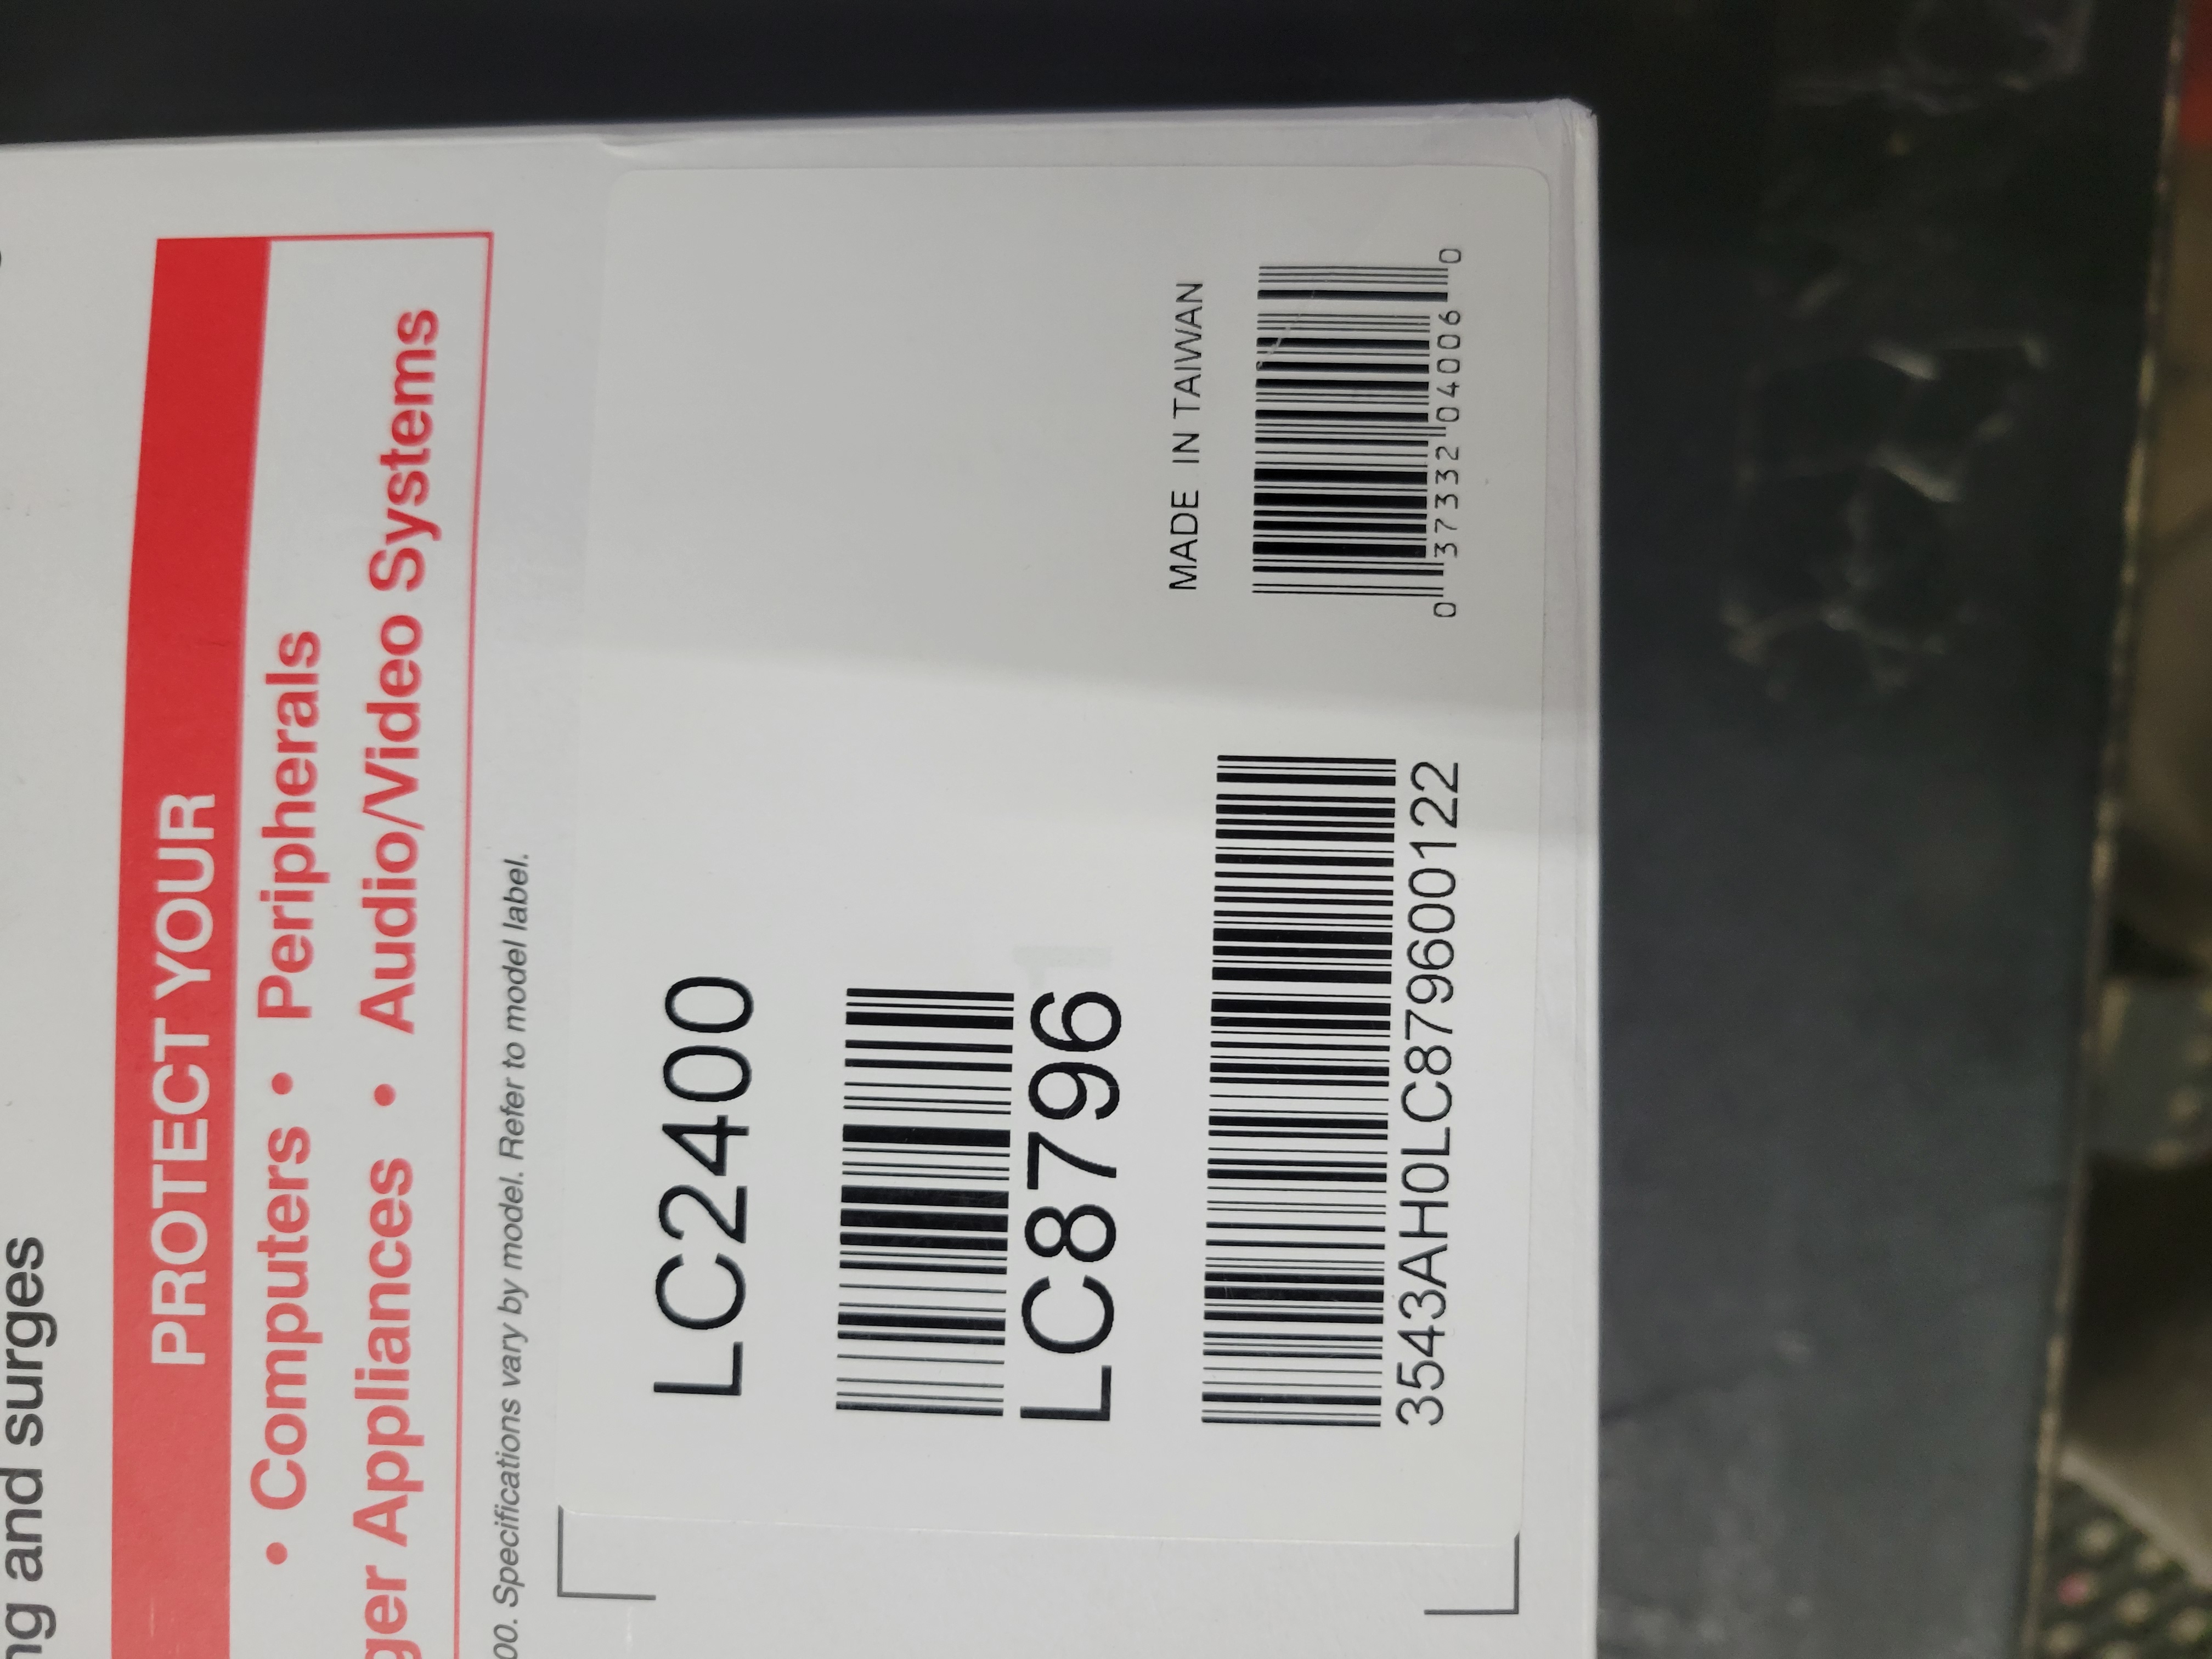 ng and surges
PROTECT YOUR
• Computers • Peripherals
ger Appliances • Audio/Video Systems
00. Specifications vary by model. Refer to model label.
LC2400
LC8796
MADE IN TAIWAN
3543AH0LC879600122
0 37332 04006 0